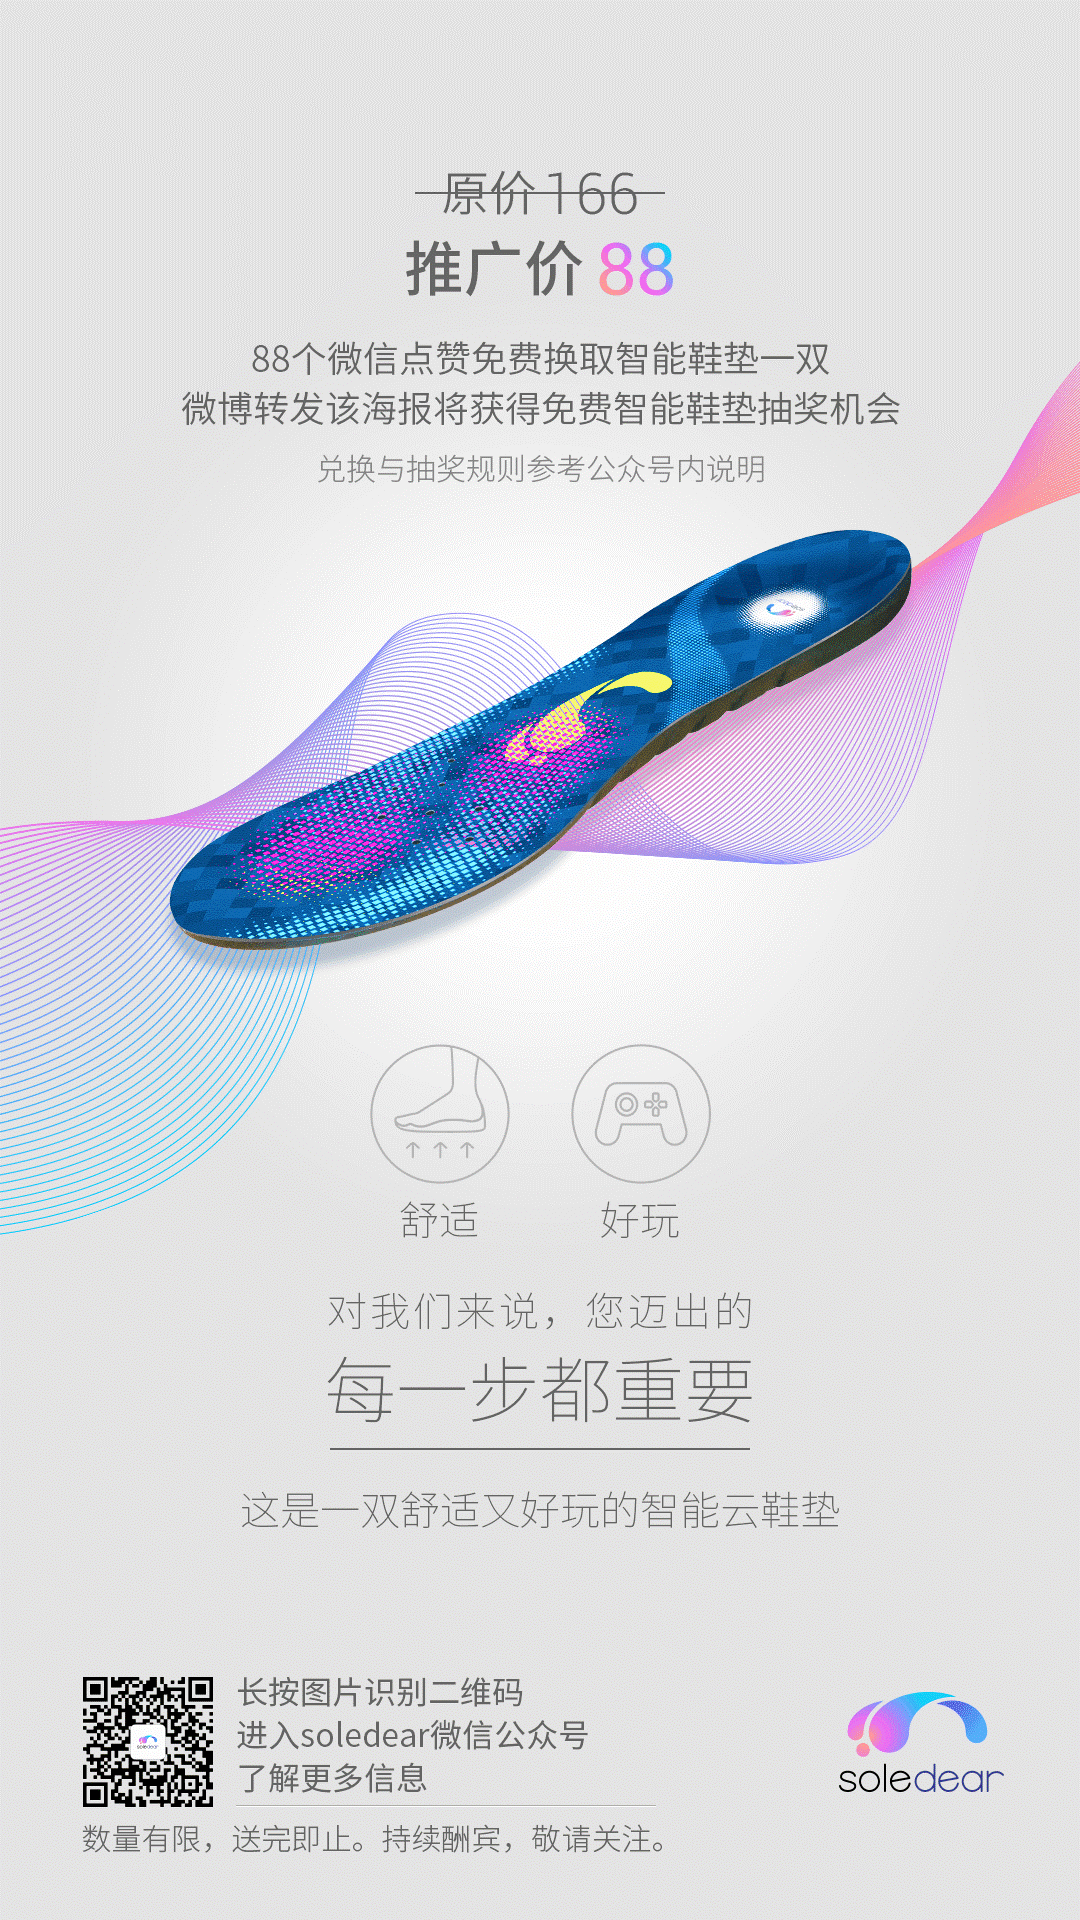 原价166
推广价88
88个微信点赞免费换取智能鞋垫一双
微博转发该海报将获得免费智能鞋垫抽奖机会
兑换与抽奖规则参考公众号内说明
舒适 好玩
对我们来说，您迈出的
每一步都重要
这是一双舒适又好玩的智能云鞋垫
长按图片识别二维码
进入soledear微信公众号
了解更多信息
soledear
数量有限，送完即止。持续酬宾，敬请关注。